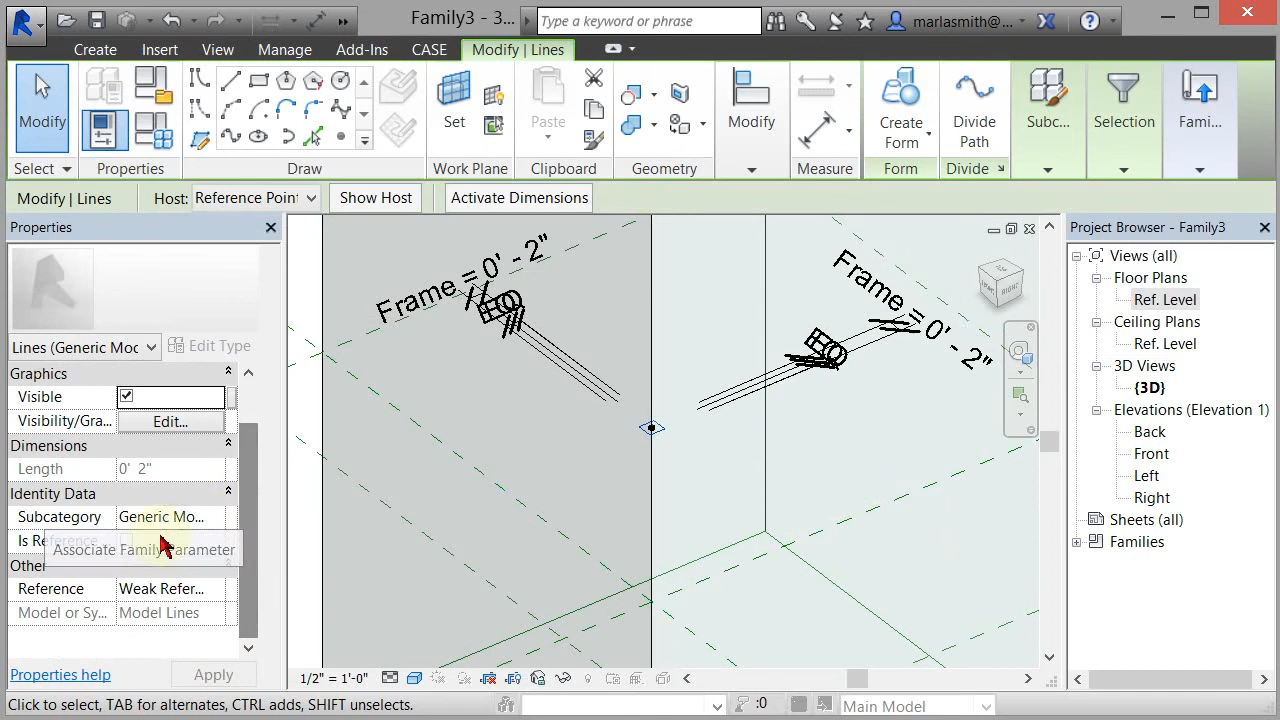 Family3 - 3...
Type a keyword or phrase
marlasmith@...
Create Insert View Manage Add-Ins CASE Modify | Lines
Modify
Set
Paste
Modify
Create
Form
Divide
Path
Subc...
Selection
Fami...
Select Properties Draw Work Plane Clipboard Geometry Measure Form Divide
Modify | Lines Host: Reference Point Show Host Activate Dimensions
Properties
Project Browser - Family3
Lines (Generic Moc
Edit Type
Graphics
Visible
Visibility/Gra... Edit...
Dimensions
Length 0' 2"
Identity Data
Subcategory Generic Mo...
Is Reference
Associate Family Parameter
Other
Reference Weak Refer...
Model or Sy... Model Lines
Properties help
Apply
Frame = 0' - 2"
EQ
Frame = 0' - 2"
EQ
RIGHT
Views (all)
Floor Plans
Ref. Level
Ceiling Plans
Ref. Level
3D Views
{3D}
Elevations (Elevation 1)
Back
Front
Left
Right
Sheets (all)
Families
1/2" = 1'-0"
Click to select, TAB for alternates, CTRL adds, SHIFT unselects.
:0
Main Model